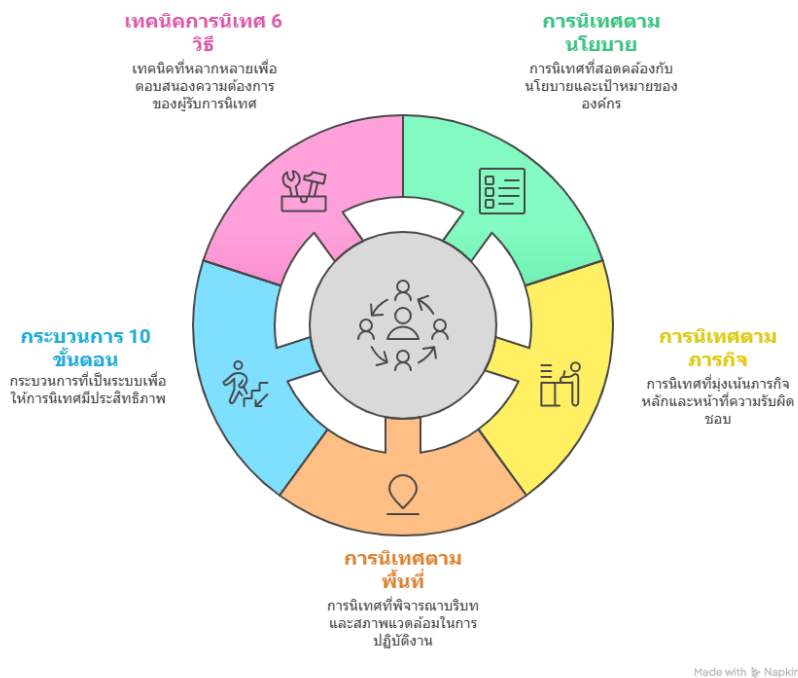 เทคนิคการนิเทศ 6
วิธี
เทคนิคที่หลากหลายเพื่อ
ตอบสนองความต้องการ
ของผู้รับการนิเทศ
การนิเทศตาม
นโยบาย
การนิเทศที่สอดคล้องกับ
นโยบายและเป้าหมายของ
องค์กร
กระบวนการ 10
ขั้นตอน
กระบวนการที่เป็นระบบเพื่อ
ให้การนิเทศมีประสิทธิภาพ
การนิเทศตาม
ภารกิจ
การนิเทศที่มุ่งเน้นภารกิจ
หลักและหน้าที่ความรับผิด
ชอบ
การนิเทศตาม
พื้นที่
การนิเทศที่พิจารณาบริบท
และสภาพแวดล้อมในการ
ปฏิบัติงาน
Made with Napkin